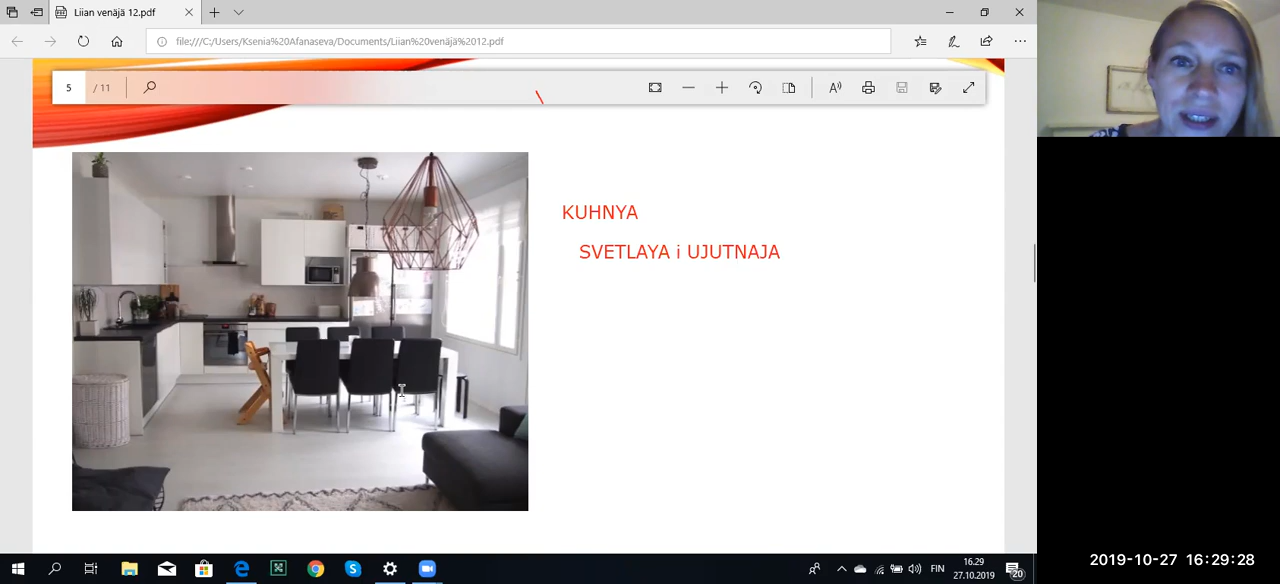 Liian venäjä 12.pdf
file:///C:/Users/Ksenia%20Afanaseva/Documents/Liian%20venäjä%2012.pdf
5 / 11
KUHNYA
SVETLAYA i UJUTNAJA
FIN
16.29
27.10.2019
20
2019-10-27 16:29:28